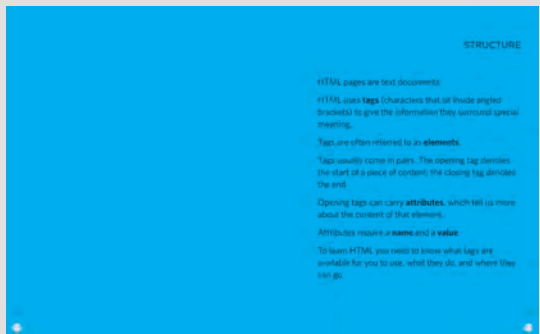 STRUCTURE
HTML pages are text documents.
HTML uses tags (characters that sit inside angled
brackets) to give the information they surround special
meaning.
Tags are often referred to as elements.
Tags usually come in pairs. The opening tag denotes
the start of a piece of content; the closing tag denotes
the end.
Opening tags can carry attributes, which tell us more
about the content of that element.
Attributes require a name and a value.
To learn HTML you need to know what tags are
available for you to use, what they do, and where they
can go.